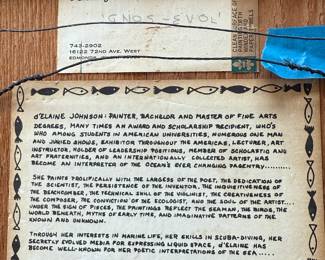 743-2902
16122 72ND AVE. WEST
EDMONDS,
CLEAN
d'ELAINE JOHNSON: PAINTER, BACHELOR AND MASTER OF FINE ARTS
DEGREES, MANY TIMES AN AWARD AND SCHOLARSHIP RECIPIENT, WHO'S
WHO AMONG STUDENTS IN AMERICAN UNIVERSITIES, NUMEROUS ONE MAN
AND JURIED SHOWS, EXHIBITOR THROUGHOUT THE AMERICAS, LECTURER, ART
INSTRUCTOR, HOLDER OF LEADERSHIP POSITIONS, MEMBER OF SCHOLASTIC AND
ART FRATERNITIES, AND AN INTERNATIONALLY COLLECTED ARTIST, HAS
BECOME AN INTERPRETER OF THE OCEAN'S EVER CHANGING PAGENTRY........
SHE PAINTS PROLIFICALLY WITH THE LARGESS OF THE POET, THE DEDICATION OF
THE SCIENTIST, THE PERSISTENCE OF THE INVENTOR, THE INQUISITIVENESS OF
THE BEACHCOMBER, THE TECHNICAL SKILL OF THE VIOLINIST, THE CREATIVENESS OF
THE COMPOSER, THE CONVICTION OF THE ECOLOGIST, AND THE SOUL OF THE ARTIST....
UNDER THE SIGN OF PISCES, THE PAINTINGS REFLECT THE SEAMAN, THE BIRDS, THE
WORLD BENEATH, MYTHS OF EARLY TIME, AND IMAGINATIVE PATTERNS OF THE
KNOWN AND UNKNOWN.
THROUGH HER INTERESTS IN MARINE LIFE, HER SKILLS IN SCUBA-DIVING, HER
SECRETLY EVOLVED MEDIA FOR EXPRESSING LIQUID SPACE, d'ELAINE HAS
BECOME WELL-KNOWN FOR HER POETIC INTERPRETATIONS OF THE SEA.....